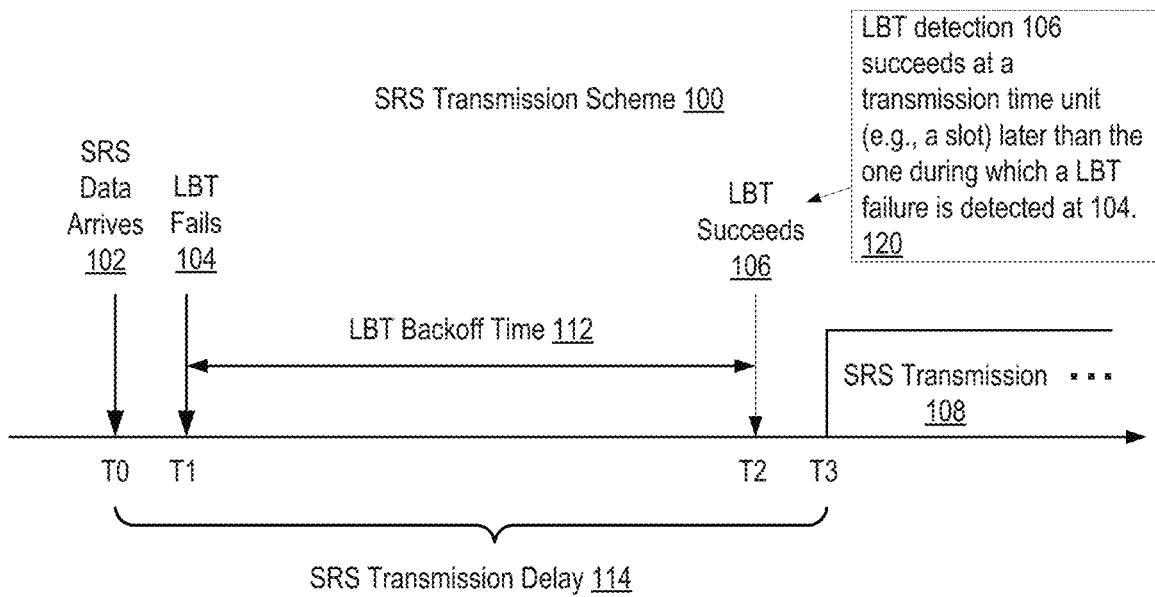 SRS Transmission Scheme 100
LBT detection 106
succeeds at a
transmission time unit
(e.g., a slot) later than the
one during which a LBT
failure is detected at 104.
120
SRS
Data
Arrives
102
LBT
Fails
104
LBT
Succeeds
106
LBT Backoff Time 112
SRS Transmission ...
108
T0
T1
T2
T3
SRS Transmission Delay 114